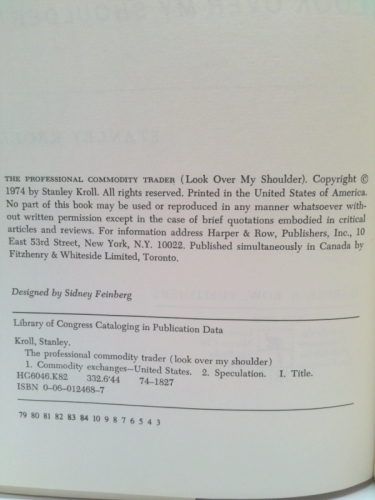 THE PROFESSIONAL COMMODITY TRADER (Look Over My Shoulder). Copyright ©
1974 by Stanley Kroll. All rights reserved. Printed in the United States of America.
No part of this book may be used or reproduced in any manner whatsoever with-
out written permission except in the case of brief quotations embodied in critical
articles and reviews. For information address Harper & Row, Publishers, Inc., 10
East 53rd Street, New York, N.Y. 10022. Published simultaneously in Canada by
Fitzhenry & Whiteside Limited, Toronto.
Designed by Sidney Feinberg
Library of Congress Cataloging in Publication Data
Kroll, Stanley.
The professional commodity trader (look over my shoulder)
1. Commodity exchanges—United States. 2. Speculation. I. Title.
HG6046.K82 332.6'44 74-1827
ISBN 0-06-012468-7
79 80 81 82 83 84 10 9 8 7 6 5 4 3